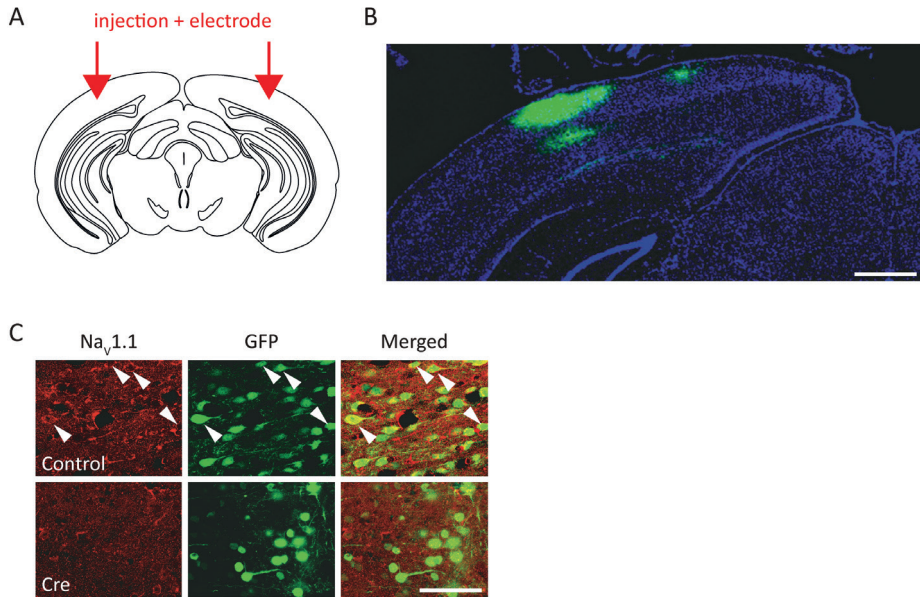 A
injection + electrode
B
C
NaV1.1 GFP Merged
Control
Cre